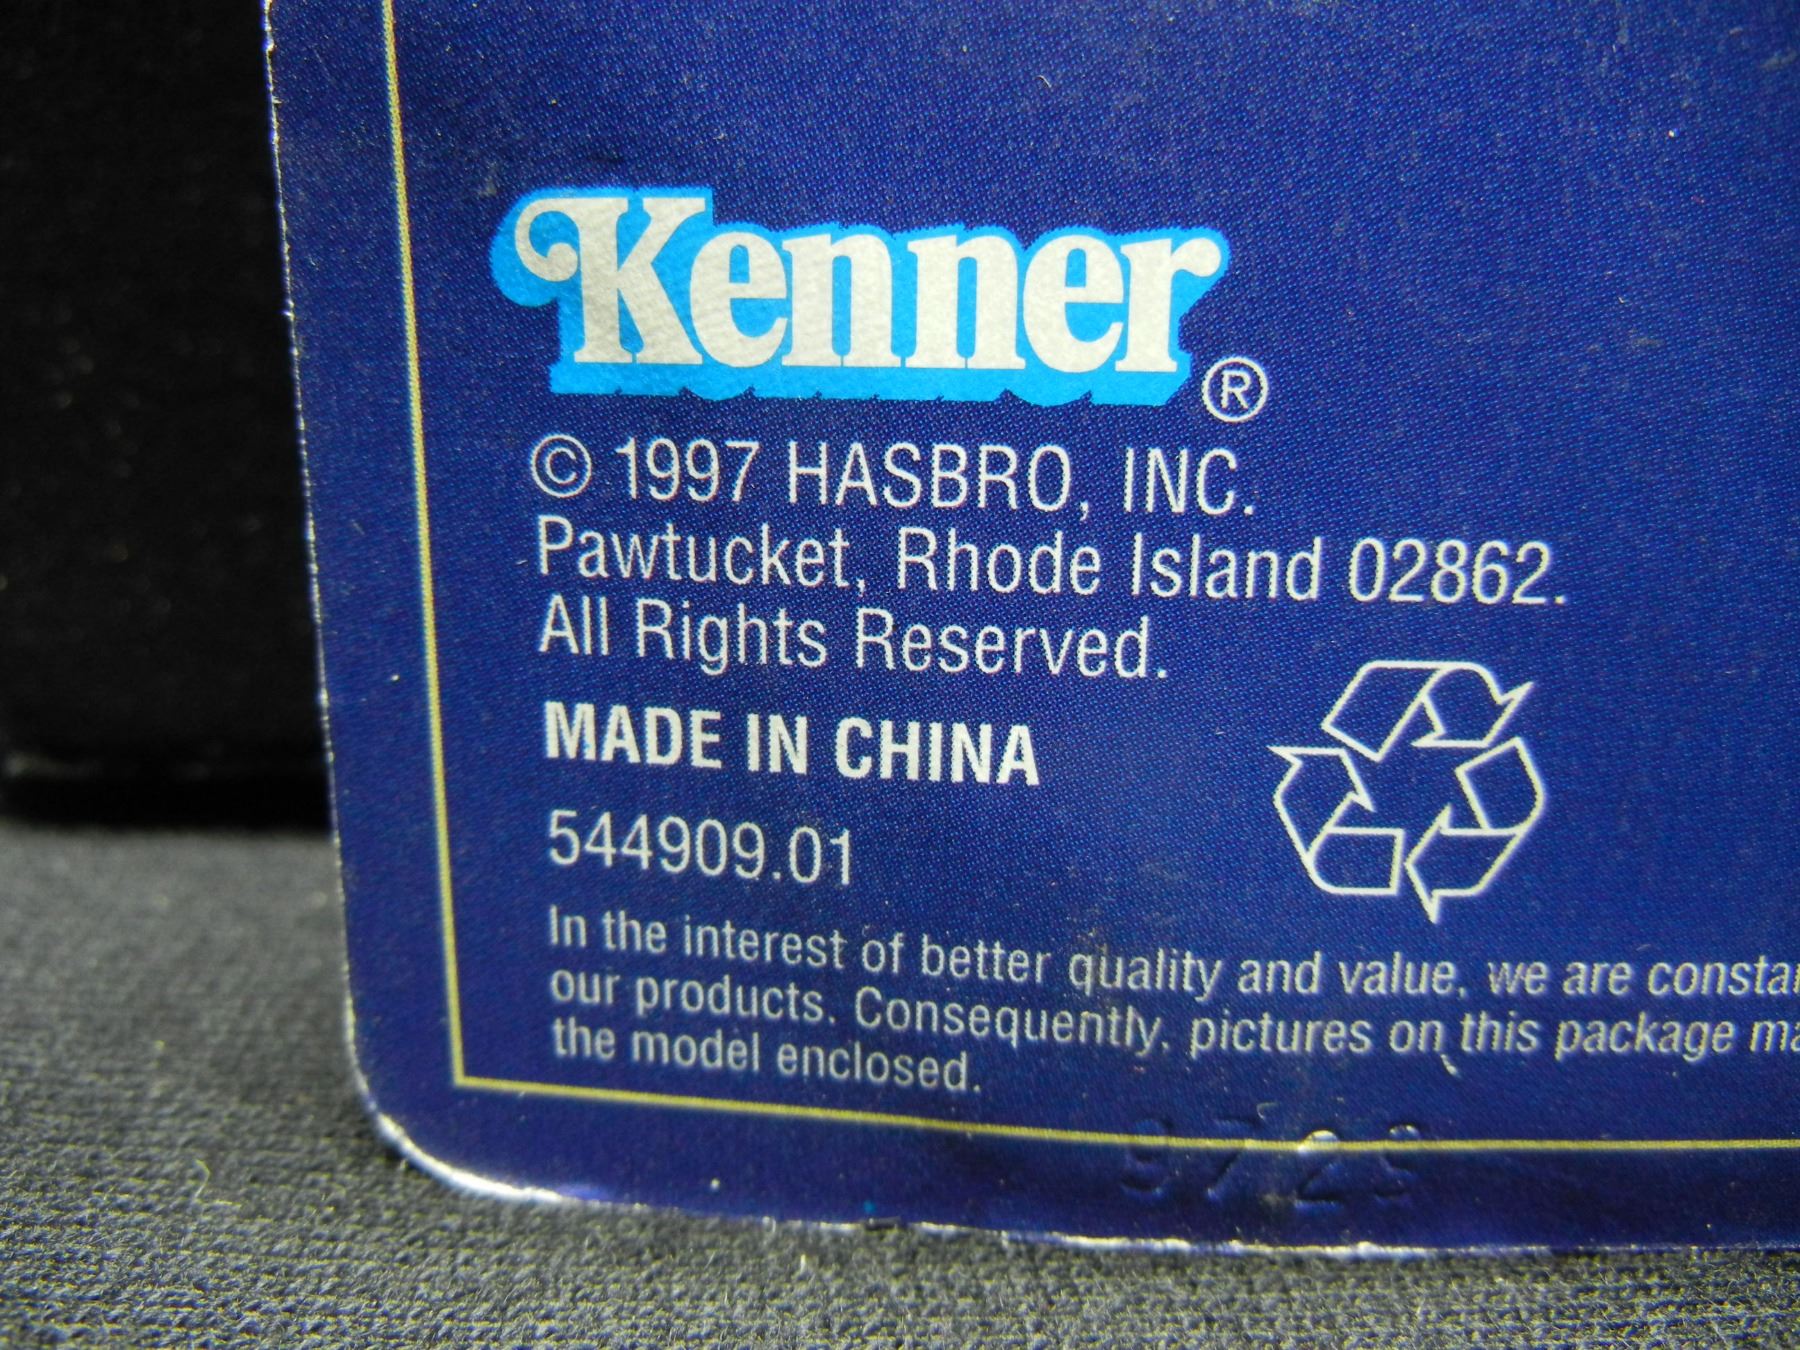 Kenner®
© 1997 HASBRO, INC.
Pawtucket, Rhode Island 02862.
All Rights Reserved.
MADE IN CHINA
544909.01
In the interest of better quality and value, we are
our products. Consequently, pictures on this package
the model enclosed.